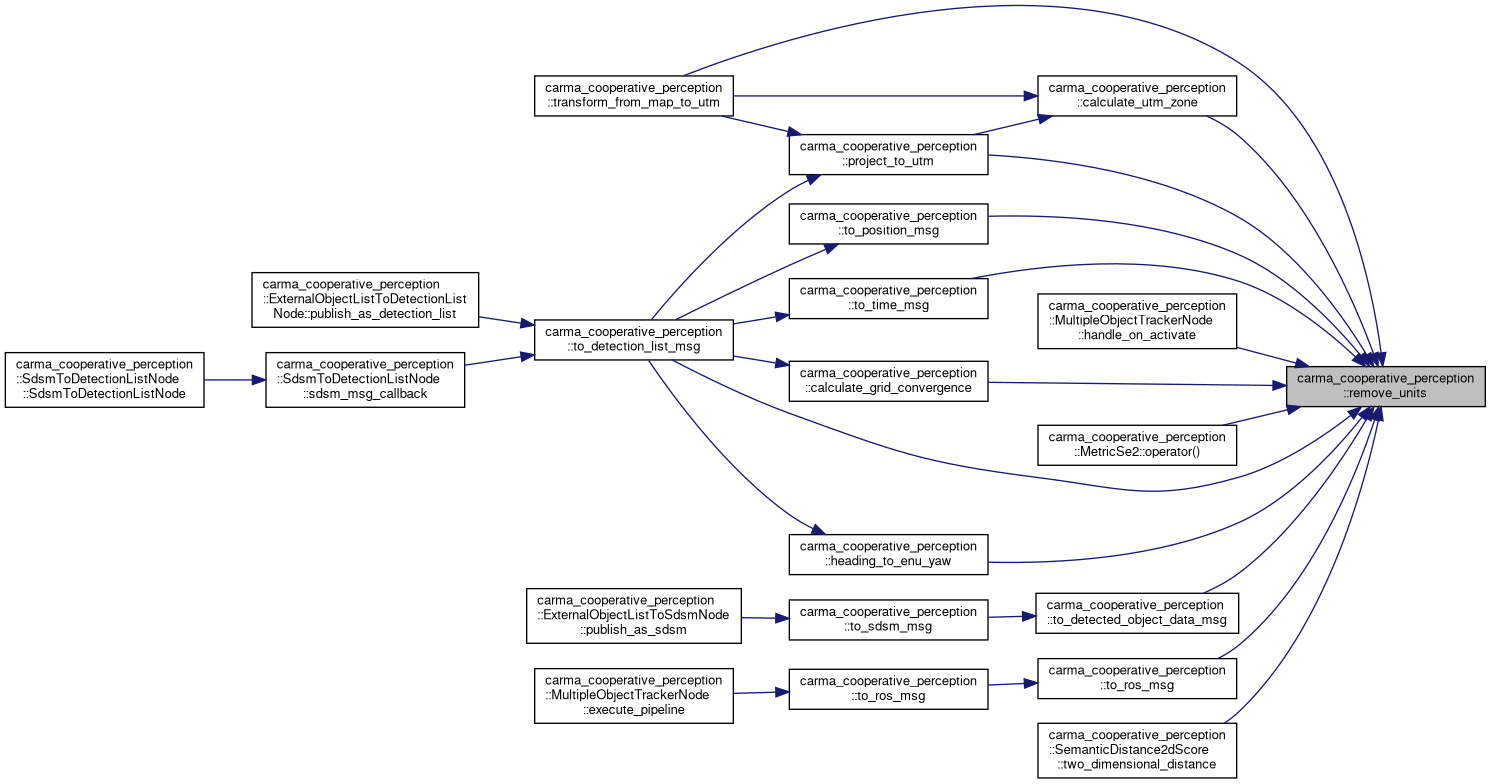 carma_cooperative_perception
::transform_from_map_to_utm
carma_cooperative_perception
::calculate_utm_zone
carma_cooperative_perception
::project_to_utm
carma_cooperative_perception
::to_position_msg
carma_cooperative_perception
::ExternalObjectListToDetectionList
Node::publish_as_detection_list
carma_cooperative_perception
::to_time_msg
carma_cooperative_perception
::MultipleObjectTrackerNode
::handle_on_activate
carma_cooperative_perception
::to_detection_list_msg
carma_cooperative_perception
::SdsmToDetectionListNode
::SdsmToDetectionListNode
carma_cooperative_perception
::SdsmToDetectionListNode
::sdsm_msg_callback
carma_cooperative_perception
::calculate_grid_convergence
carma_cooperative_perception
::remove_units
carma_cooperative_perception
::MetricSe2::operator()
carma_cooperative_perception
::heading_to_enu_yaw
carma_cooperative_perception
::ExternalObjectListToSdsmNode
::publish_as_sdsm
carma_cooperative_perception
::to_sdsm_msg
carma_cooperative_perception
::to_detected_object_data_msg
carma_cooperative_perception
::MultipleObjectTrackerNode
::execute_pipeline
carma_cooperative_perception
::to_ros_msg
carma_cooperative_perception
::to_ros_msg
carma_cooperative_perception
::SemanticDistance2dScore
::two_dimensional_distance